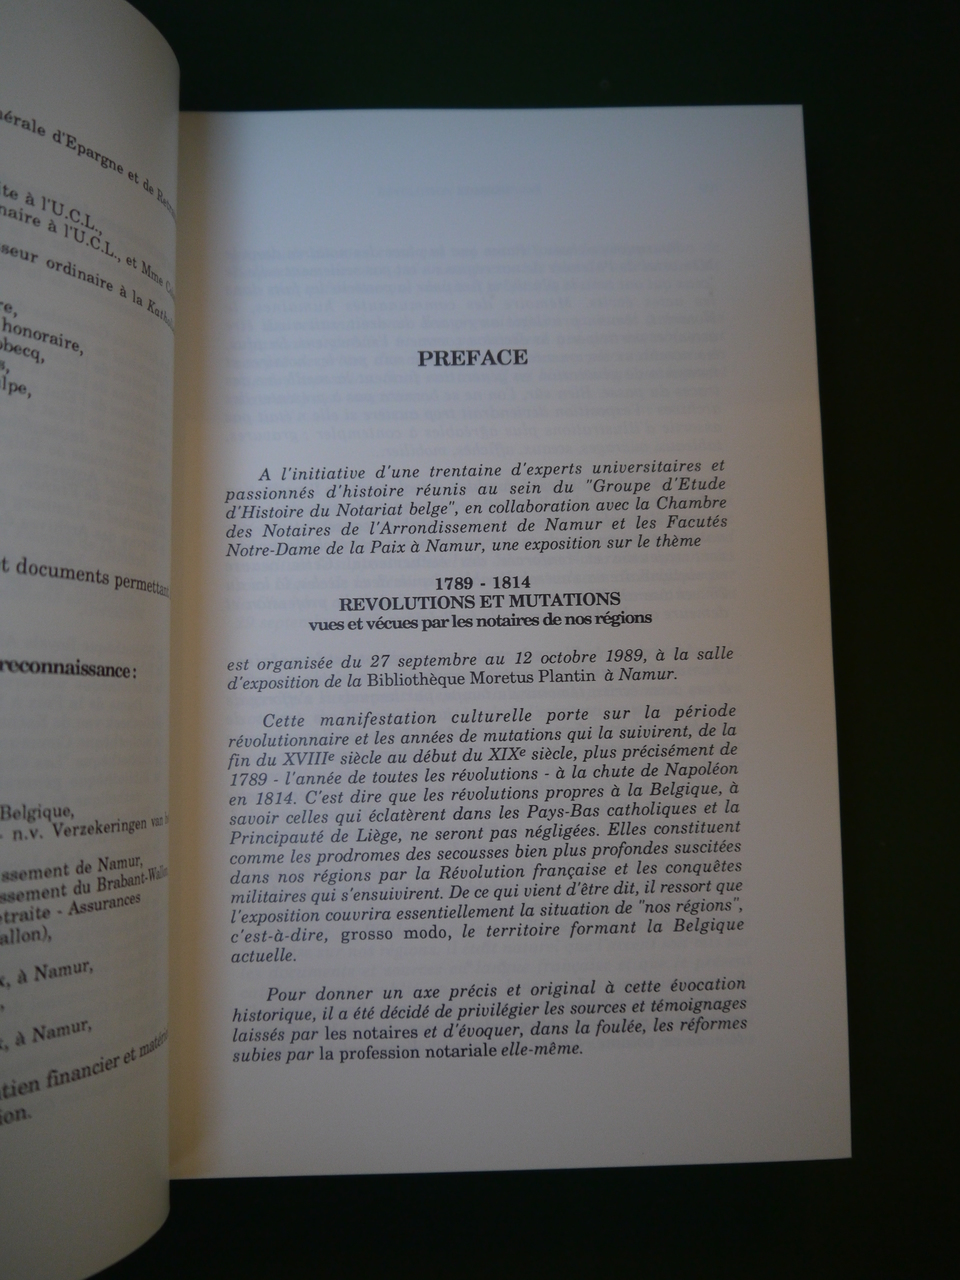 nérale d'Epargne et de
te à l'U.C.L.,
naire à l'U.C.L., et Mme
seur ordinaire à la
re,
honoraire,
becq,
s,
lpe,
t documents permettant
reconnaissance:
Belgique,
- n.v. Verzekeringen van
ssement de Namur,
ssement du Brabant-Wallon
etraite - Assurances
allon),
x, à Namur,
x, à Namur,
tien financier et
ion.
PREFACE
A l'initiative d'une trentaine d'experts universitaires et
passionnés d'histoire réunis au sein du "Groupe d'Etude
d'Histoire du Notariat belge", en collaboration avec la Chambre
des Notaires de l'Arrondissement de Namur et les Facutés
Notre-Dame de la Paix à Namur, une exposition sur le thème
1789 - 1814
REVOLUTIONS ET MUTATIONS
vues et vécues par les notaires de nos régions
est organisée du 27 septembre au 12 octobre 1989, à la salle
d'exposition de la Bibliothèque Moretus Plantin à Namur.
Cette manifestation culturelle porte sur la période
révolutionnaire et les années de mutations qui la suivirent, de la
fin du XVIIIe siècle au début du XIXe siècle, plus précisément de
1789 - l'année de toutes les révolutions - à la chute de Napoléon
en 1814. C'est dire que les révolutions propres à la Belgique, à
savoir celles qui éclatèrent dans les Pays-Bas catholiques et la
Principauté de Liège, ne seront pas négligées. Elles constituent
comme les prodromes des secousses bien plus profondes suscitées
dans nos régions par la Révolution française et les conquêtes
militaires qui s'ensuivirent. De ce qui vient d'être dit, il ressort que
l'exposition couvrira essentiellement la situation de "nos régions",
c'est-à-dire, grosso modo, le territoire formant la Belgique
actuelle.
Pour donner un axe précis et original à cette évocation
historique, il a été décidé de privilégier les sources et témoignages
laissés par les notaires et d'évoquer, dans la foulée, les réformes
subies par la profession notariale elle-même.